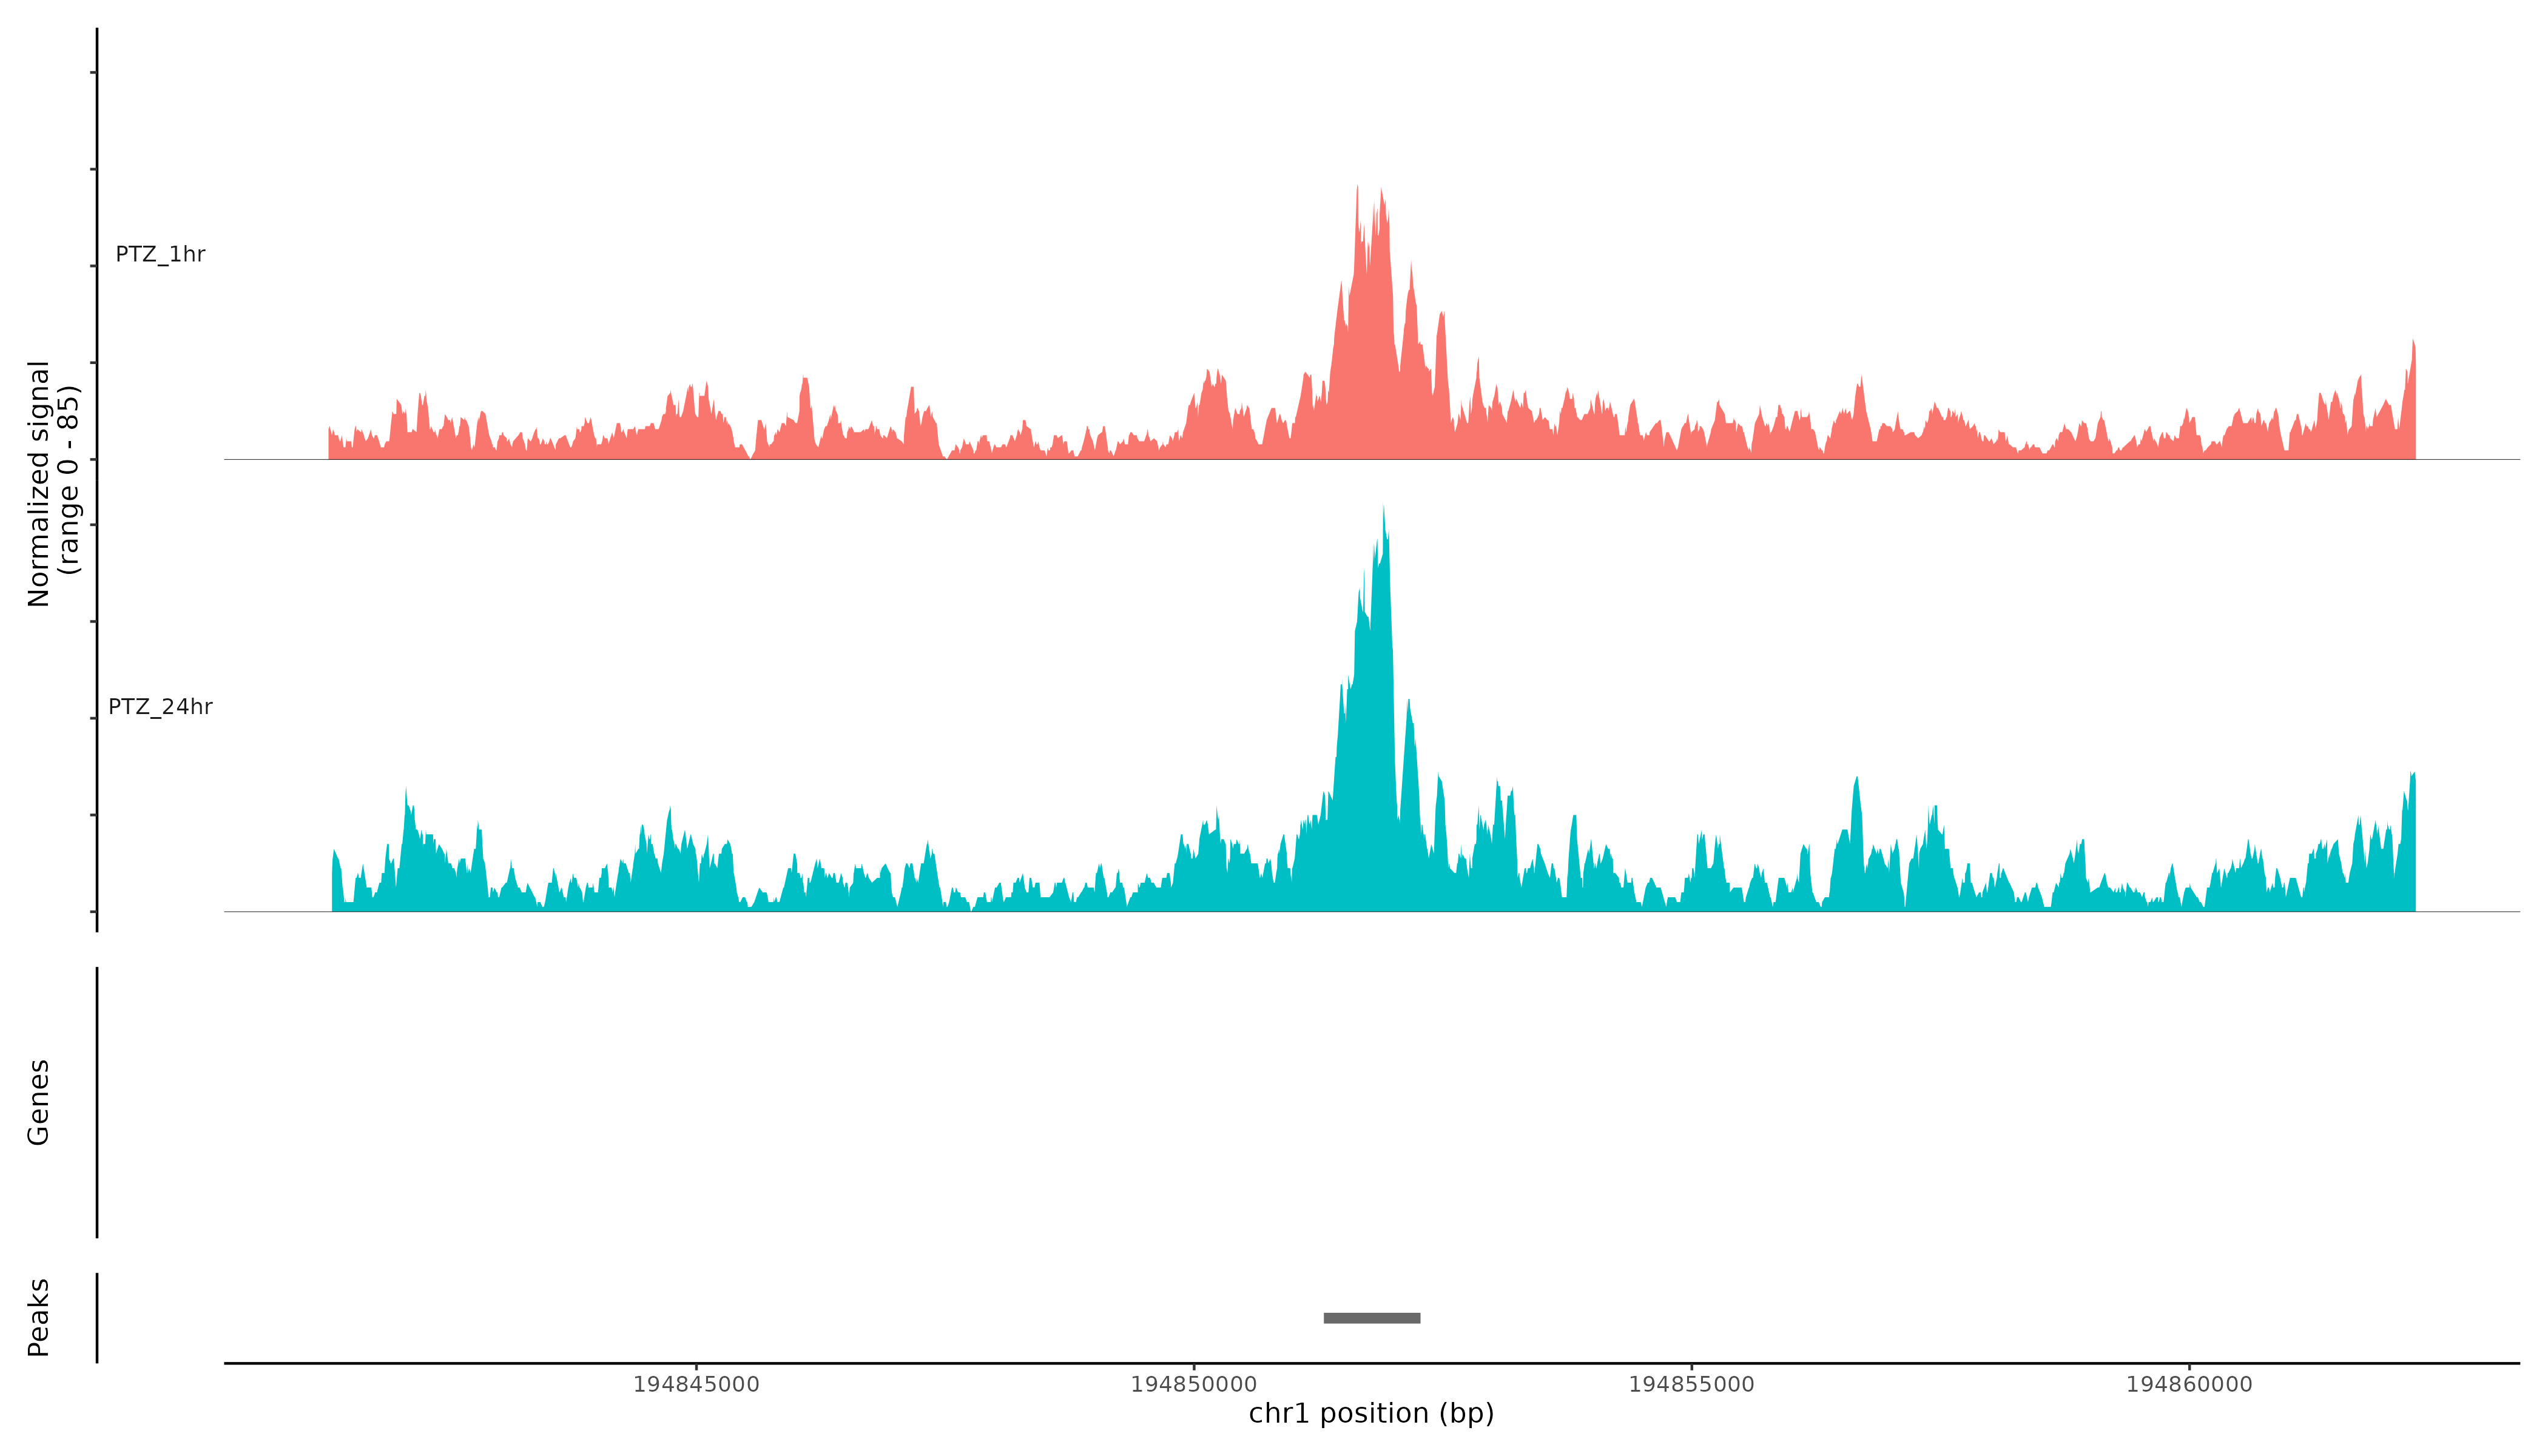 Normalized signal
(range 0 - 85)
PTZ_1hr
PTZ_24hr
Genes
Peaks
194845000
194850000
194855000
194860000
chr1 position (bp)